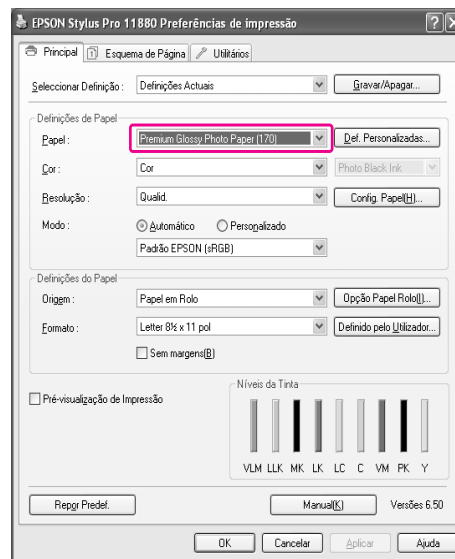 EPSON Stylus Pro 11880 Preferências de impressão
Principal Esquema de Página Utilitários
Seleccionar Definição : Definições Actuais Gravar/Apagar...
Definições de Papel
Papel : Premium Glossy Photo Paper (170) Def. Personalizadas...
Cor : Cor Photo Black Ink
Resolução : Qualid. Config. Papel(H)...
Modo : Automático Personalizado
Padrão EPSON (sRGB)
Definições do Papel
Origem : Papel em Rolo Opção Papel Rolo(I)...
Formato : Letter 8½ x 11 pol Definido pelo Utilizador...
Sem margens(B)
Pré-visualização de Impressão
Níveis da Tinta
VLM LLK MK LK LC C VM PK Y
Repor Predef. Manual(K) Versões 6.50
OK Cancelar Aplicar Ajuda